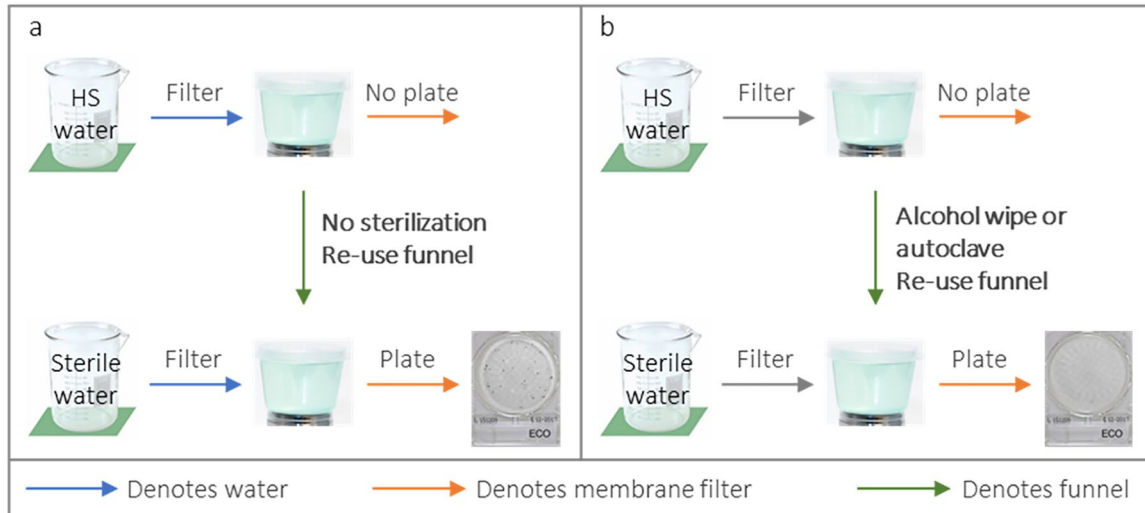 a
HS
water
Filter
No plate
No sterilization
Re-use funnel
Sterile
water
Filter
Plate
ECO
b
HS
water
Filter
No plate
Alcohol wipe or
autoclave
Re-use funnel
Sterile
water
Filter
Plate
ECO
Denotes water
Denotes membrane filter
Denotes funnel